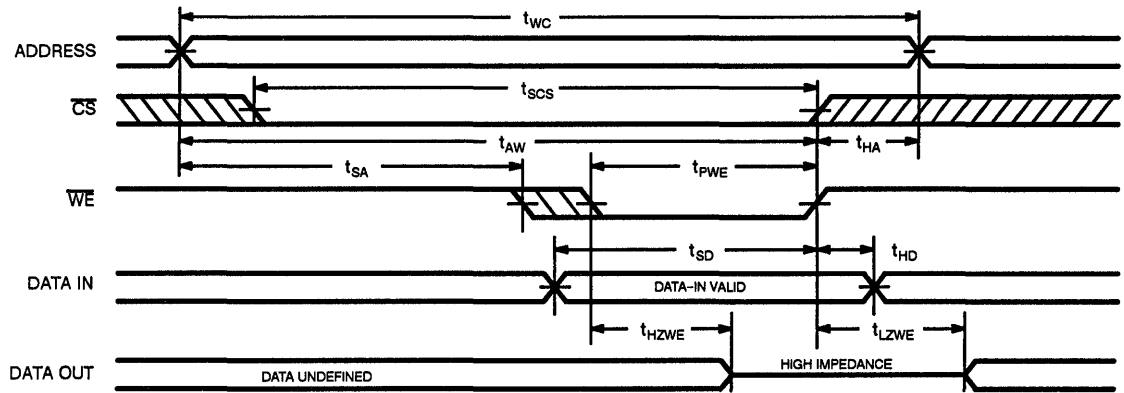 tWC
ADDRESS
tSCS
CS
tAW
tHA
tSA
tPWE
WE
tSD
tHD
DATA IN
DATA-IN VALID
tHZWE
tLZWE
HIGH IMPEDANCE
DATA OUT
DATA UNDEFINED